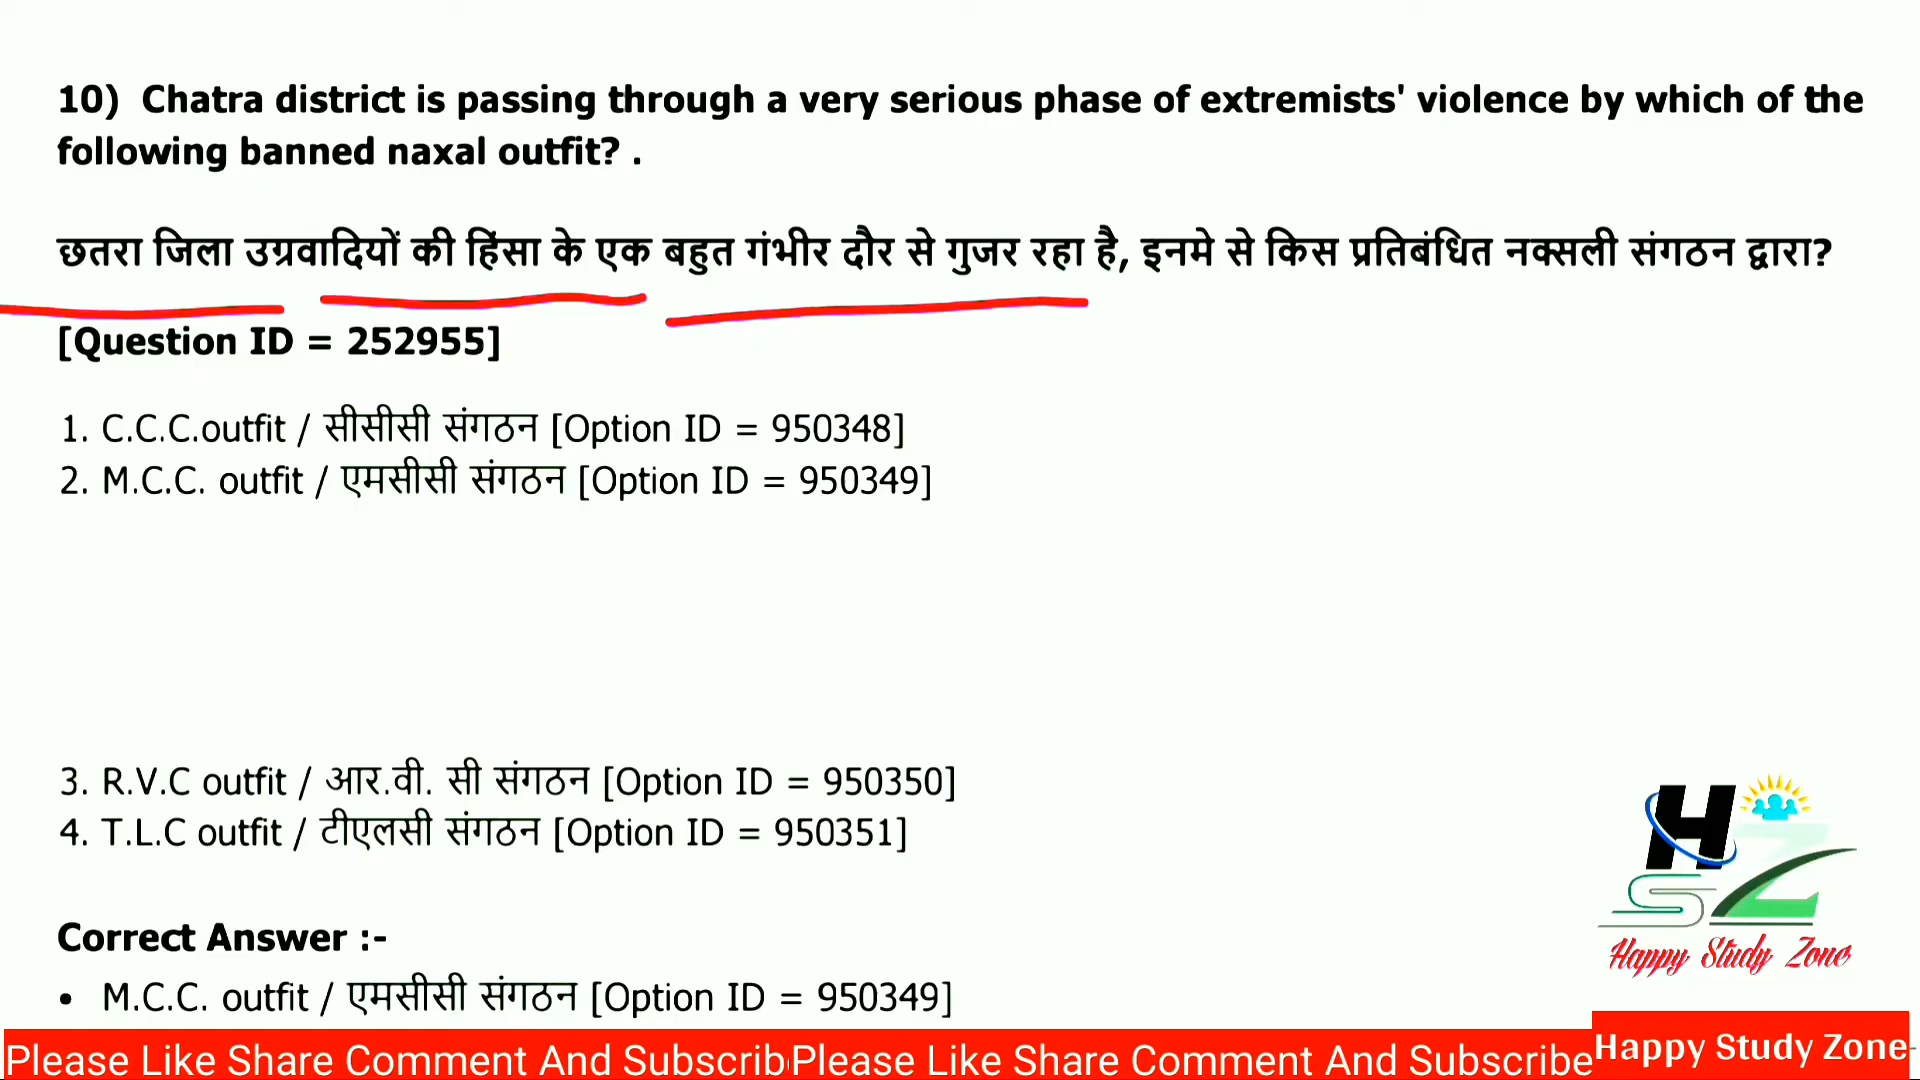 10) Chatra district is passing through a very serious phase of extremists' violence by which of the
following banned naxal outfit? .
छतरा जिला उग्रवादियों की हिंसा के एक बहुत गंभीर दौर से गुजर रहा है, इनमे से किस प्रतिबंधित नक्सली संगठन द्वारा?
[Question ID = 252955]
1. C.C.C.outfit / सीसीसी संगठन [Option ID = 950348]
2. M.C.C. outfit / एमसीसी संगठन [Option ID = 950349]
3. R.V.C outfit / आर.वी. सी संगठन [Option ID = 950350]
4. T.L.C outfit / टीएलसी संगठन [Option ID = 950351]
Correct Answer :-
• M.C.C. outfit / एमसीसी संगठन [Option ID = 950349]
HSZ
Happy Study Zone
Please Like Share Comment And Subscrib Please Like Share Comment And Subscribe
Happy Study Zone